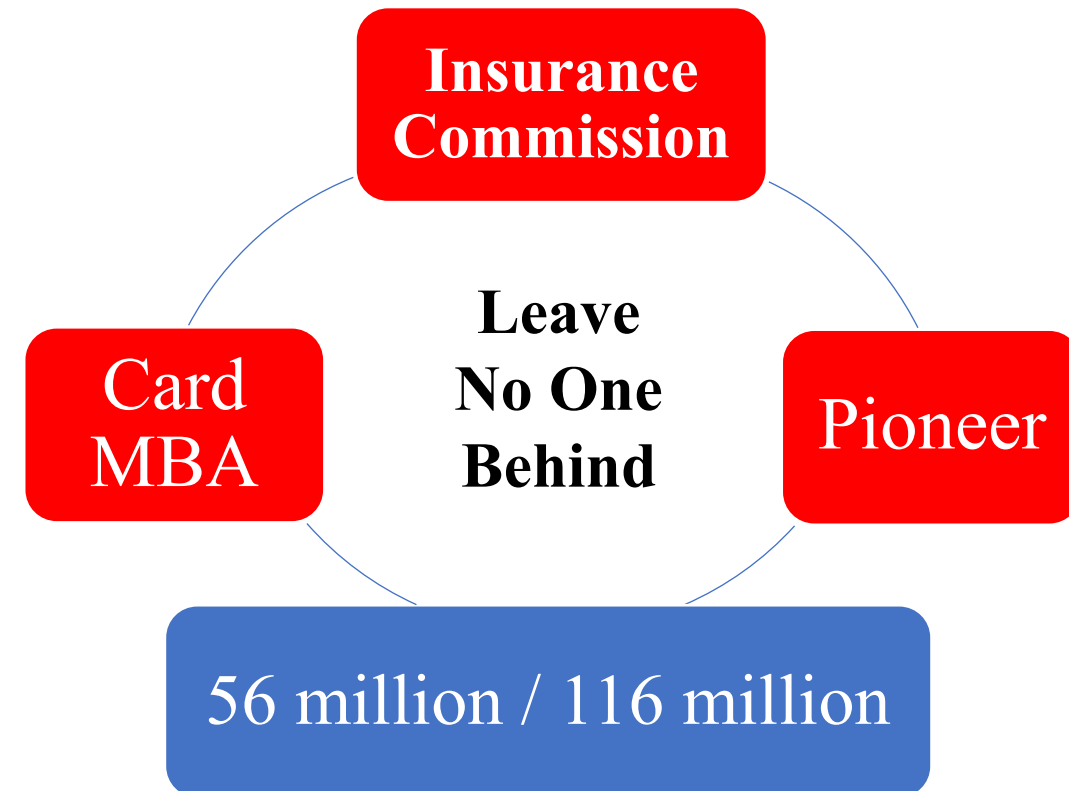 Insurance
Commission
Leave
No One
Behind
Card
MBA
Pioneer
56 million / 116 million